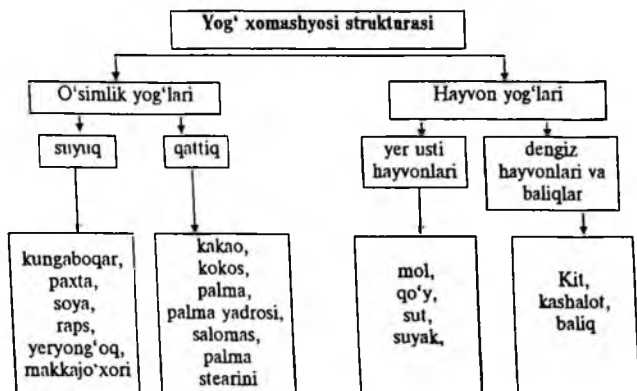 Yog‘ xomashyosi strukturasi
O‘simlik yog‘lari
Hayvon yog‘lari
suyuq
qattiq
yer usti
hayvonlari
dengiz
hayvonlari va
baliqlar
kungaboqar,
paxta,
soya,
raps,
yeryong‘oq,
makkajo‘xori
kakao,
kokos,
palma,
palma yadrosi,
salomas,
palma
stearini
mol,
qo‘y,
sut,
suyak,
Kit,
kashalot,
baliq